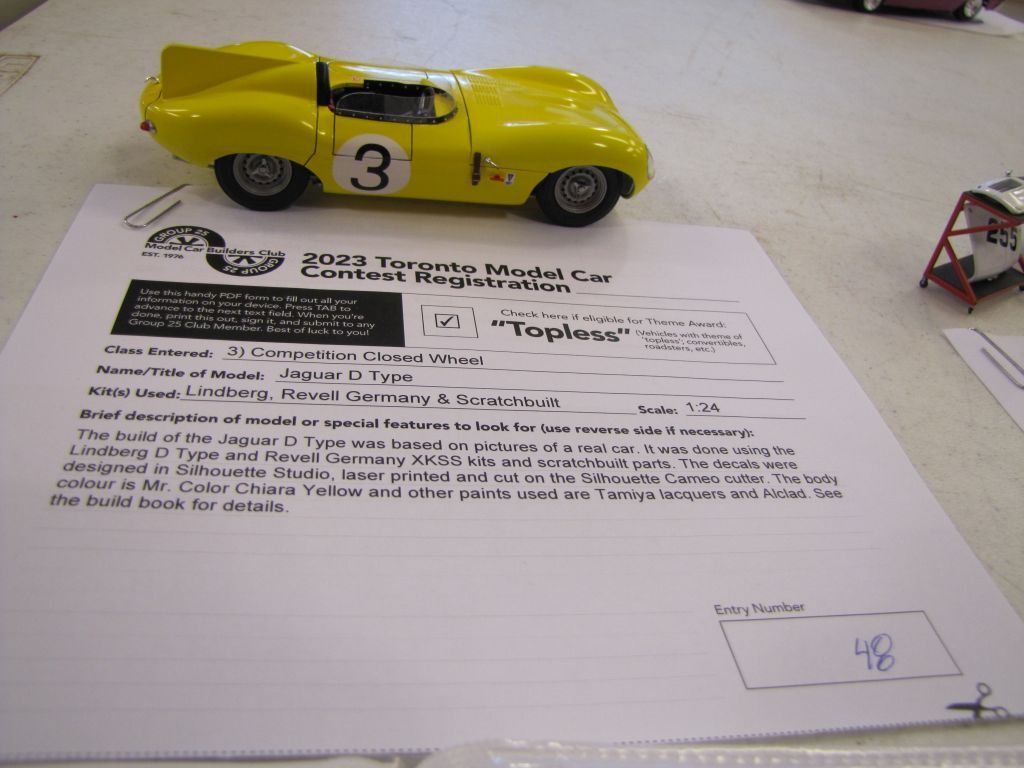 3
255
GROUP 25
Model Car Builders Club
EST. 1976
GROUP 25
2023 Toronto Model Car
Contest Registration
Use this handy PDF form to fill out all your
information on your device. Press TAB to
advance to the next text field. When you're
done, print this out, sign it, and submit to any
Group 25 Club Member. Best of luck to you!
Check here if eligible for Theme Award:
"Topless" (Vehicles with theme of
'topless'; convertibles,
roadsters, etc.)
Class Entered: 3) Competition Closed Wheel
Name/Title of Model: Jaguar D Type
Kit(s) Used: Lindberg, Revell Germany & Scratchbuilt Scale: 1:24
Brief description of model or special features to look for (use reverse side if necessary):
The build of the Jaguar D Type was based on pictures of a real car. It was done using the
Lindberg D Type and Revell Germany XKSS kits and scratchbuilt parts. The decals were
designed in Silhouette Studio, laser printed and cut on the Silhouette Cameo cutter. The body
colour is Mr. Color Chiara Yellow and other paints used are Tamiya lacquers and Alclad. See
the build book for details.
Entry Number
48